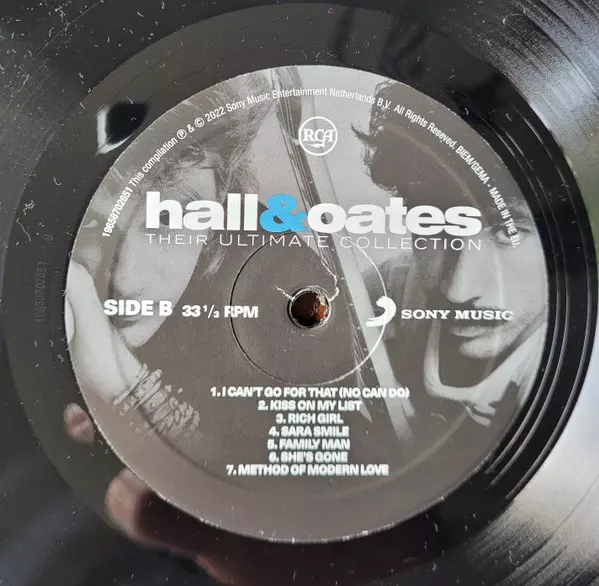 19658702851 This compilation ℗ & © 2022 Sony Music Entertainment Netherlands B.V. All Rights Reseved. BIEM/GEMA - MADE IN THE EU.
RCA
hall&oates
THEIR ULTIMATE COLLECTION
SIDE B 33 1/3 RPM
SONY MUSIC
1. I CAN'T GO FOR THAT (NO CAN DO)
2. KISS ON MY LIST
3. RICH GIRL
4. SARA SMILE
5. FAMILY MAN
6. SHE'S GONE
7. METHOD OF MODERN LOVE